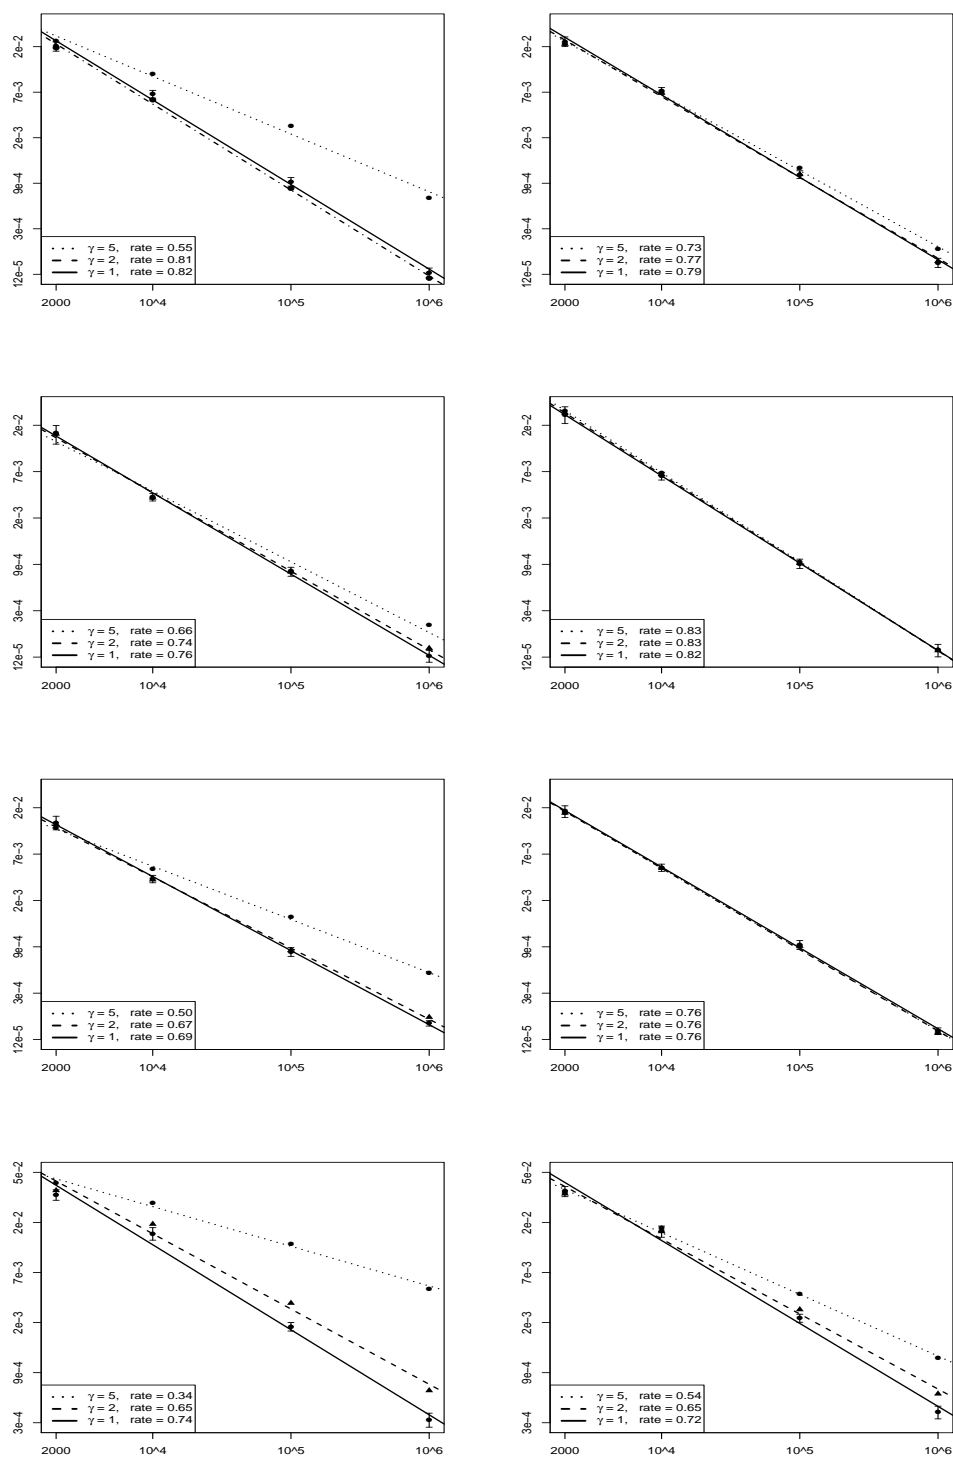 2e-2
7e-3
2e-3
9e-4
3e-4
12e-5
γ = 5, rate = 0.55
γ = 2, rate = 0.81
γ = 1, rate = 0.82
2000 10^4 10^5 10^6
2e-2
7e-3
2e-3
9e-4
3e-4
12e-5
γ = 5, rate = 0.73
γ = 2, rate = 0.77
γ = 1, rate = 0.79
2000 10^4 10^5 10^6
2e-2
7e-3
2e-3
9e-4
3e-4
12e-5
γ = 5, rate = 0.66
γ = 2, rate = 0.74
γ = 1, rate = 0.76
2000 10^4 10^5 10^6
2e-2
7e-3
2e-3
9e-4
3e-4
12e-5
γ = 5, rate = 0.83
γ = 2, rate = 0.83
γ = 1, rate = 0.82
2000 10^4 10^5 10^6
2e-2
7e-3
2e-3
9e-4
3e-4
12e-5
γ = 5, rate = 0.50
γ = 2, rate = 0.67
γ = 1, rate = 0.69
2000 10^4 10^5 10^6
2e-2
7e-3
2e-3
9e-4
3e-4
12e-5
γ = 5, rate = 0.76
γ = 2, rate = 0.76
γ = 1, rate = 0.76
2000 10^4 10^5 10^6
5e-2
2e-2
7e-3
2e-3
9e-4
3e-4
γ = 5, rate = 0.34
γ = 2, rate = 0.65
γ = 1, rate = 0.74
2000 10^4 10^5 10^6
5e-2
2e-2
7e-3
2e-3
9e-4
3e-4
γ = 5, rate = 0.54
γ = 2, rate = 0.65
γ = 1, rate = 0.72
2000 10^4 10^5 10^6